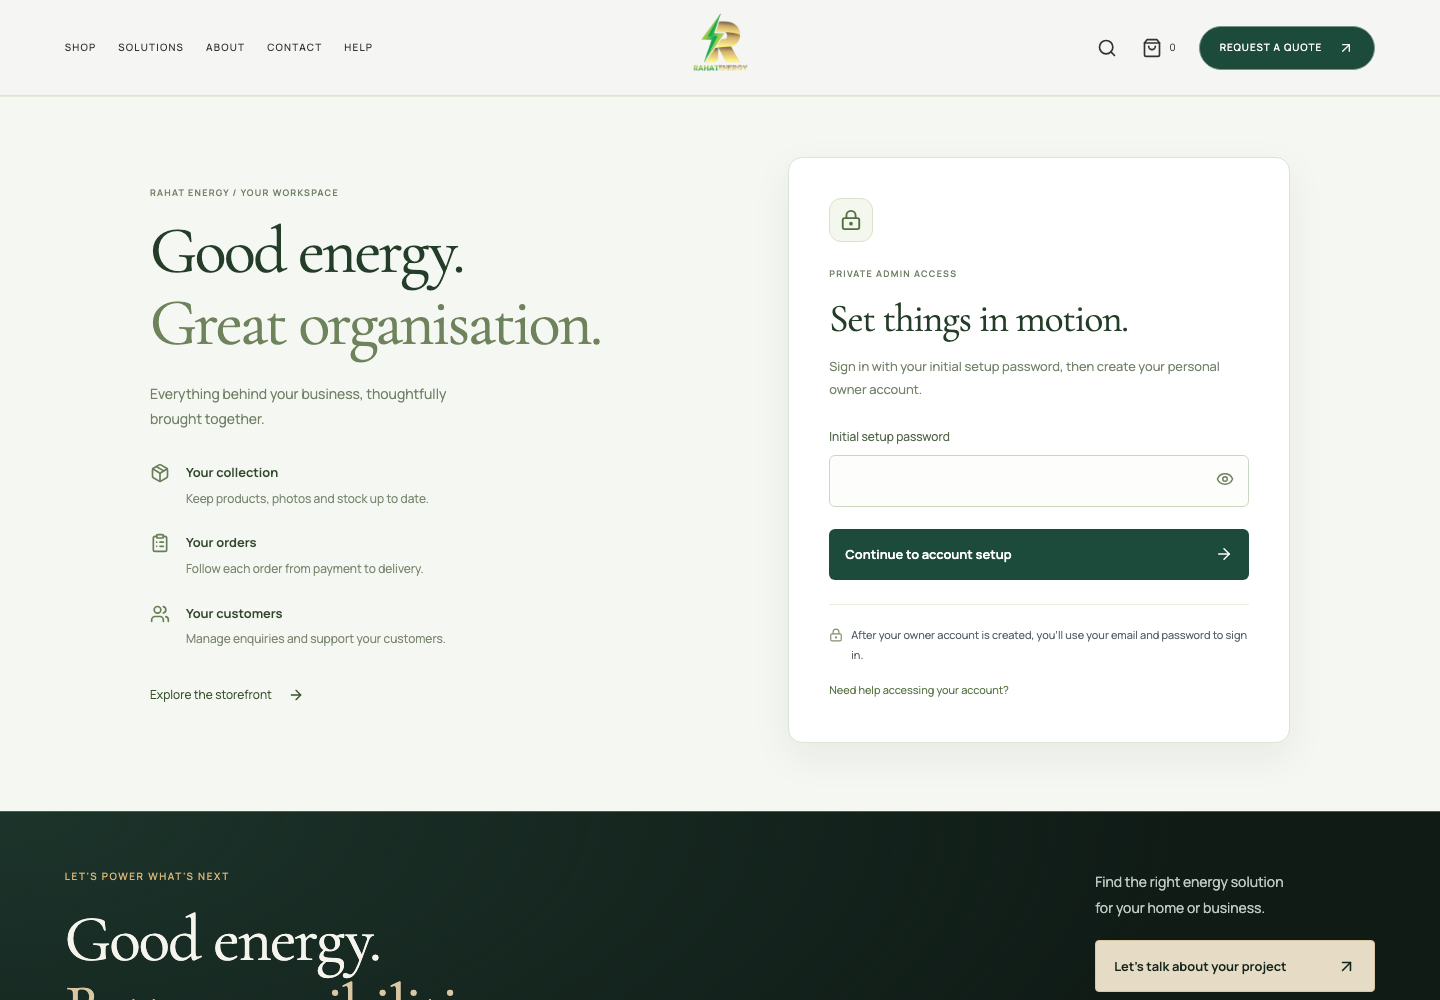 SHOP SOLUTIONS ABOUT CONTACT HELP
RAHATENERGY
0
REQUEST A QUOTE
RAHAT ENERGY / YOUR WORKSPACE
Good energy.
Great organisation.
Everything behind your business, thoughtfully
brought together.
Your collection
Keep products, photos and stock up to date.
Your orders
Follow each order from payment to delivery.
Your customers
Manage enquiries and support your customers.
Explore the storefront
PRIVATE ADMIN ACCESS
Set things in motion.
Sign in with your initial setup password, then create your personal
owner account.
Initial setup password
Continue to account setup
After your owner account is created, you'll use your email and password to sign
in.
Need help accessing your account?
LET'S POWER WHAT'S NEXT
Good energy.
Find the right energy solution
for your home or business.
Let's talk about your project